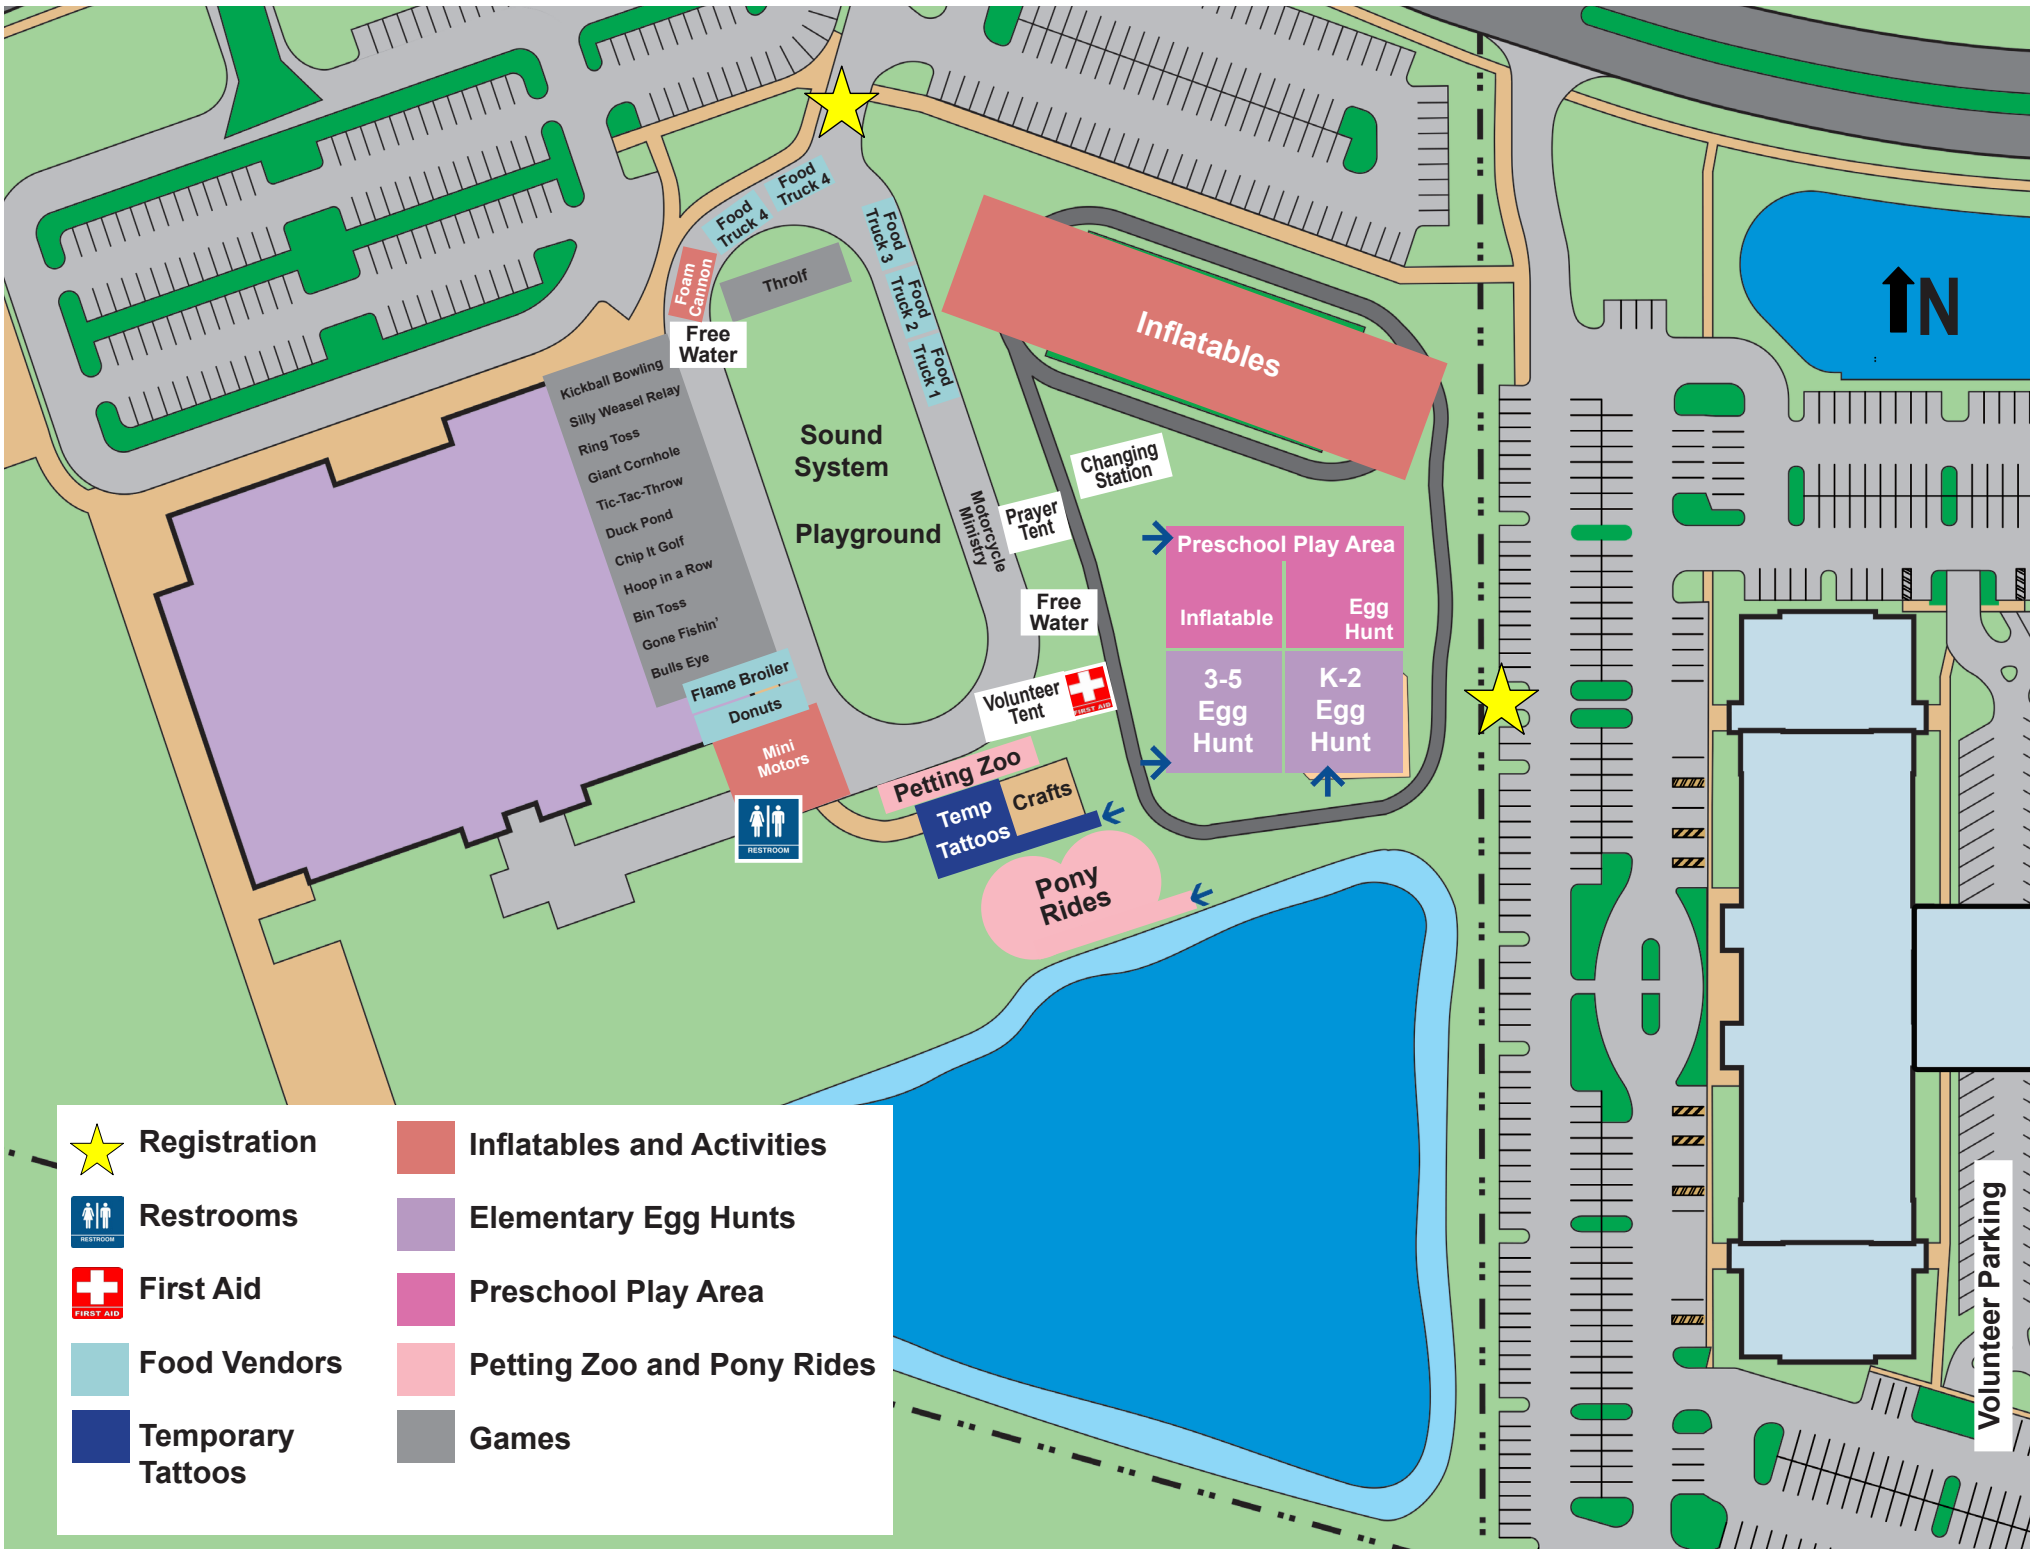 Food
Truck 4
Food
Truck 4
Food
Truck 3
Food
Truck 2
Food
Truck 1
Foam
Cannon
Throlf
Free
Water
Inflatables
N
Kickball Bowling
Silly Weasel Relay
Ring Toss
Giant Cornhole
Tic-Tac-Throw
Duck Pond
Chip It Golf
Hoop in a Row
Bin Toss
Gone Fishin'
Bulls Eye
Sound
System
Playground
Motorcycle
Ministry
Changing
Station
Prayer
Tent
Free
Water
Preschool Play Area
Inflatable
Egg
Hunt
3-5
Egg
Hunt
K-2
Egg
Hunt
Flame Broiler
Donuts
Mini
Motors
Volunteer
Tent
FIRST AID
Petting Zoo
Temp
Tattoos
Crafts
RESTROOM
Pony
Rides
Registration
RESTROOM
Restrooms
FIRST AID
First Aid
Food Vendors
Temporary
Tattoos
Inflatables and Activities
Elementary Egg Hunts
Preschool Play Area
Petting Zoo and Pony Rides
Games
Volunteer Parking